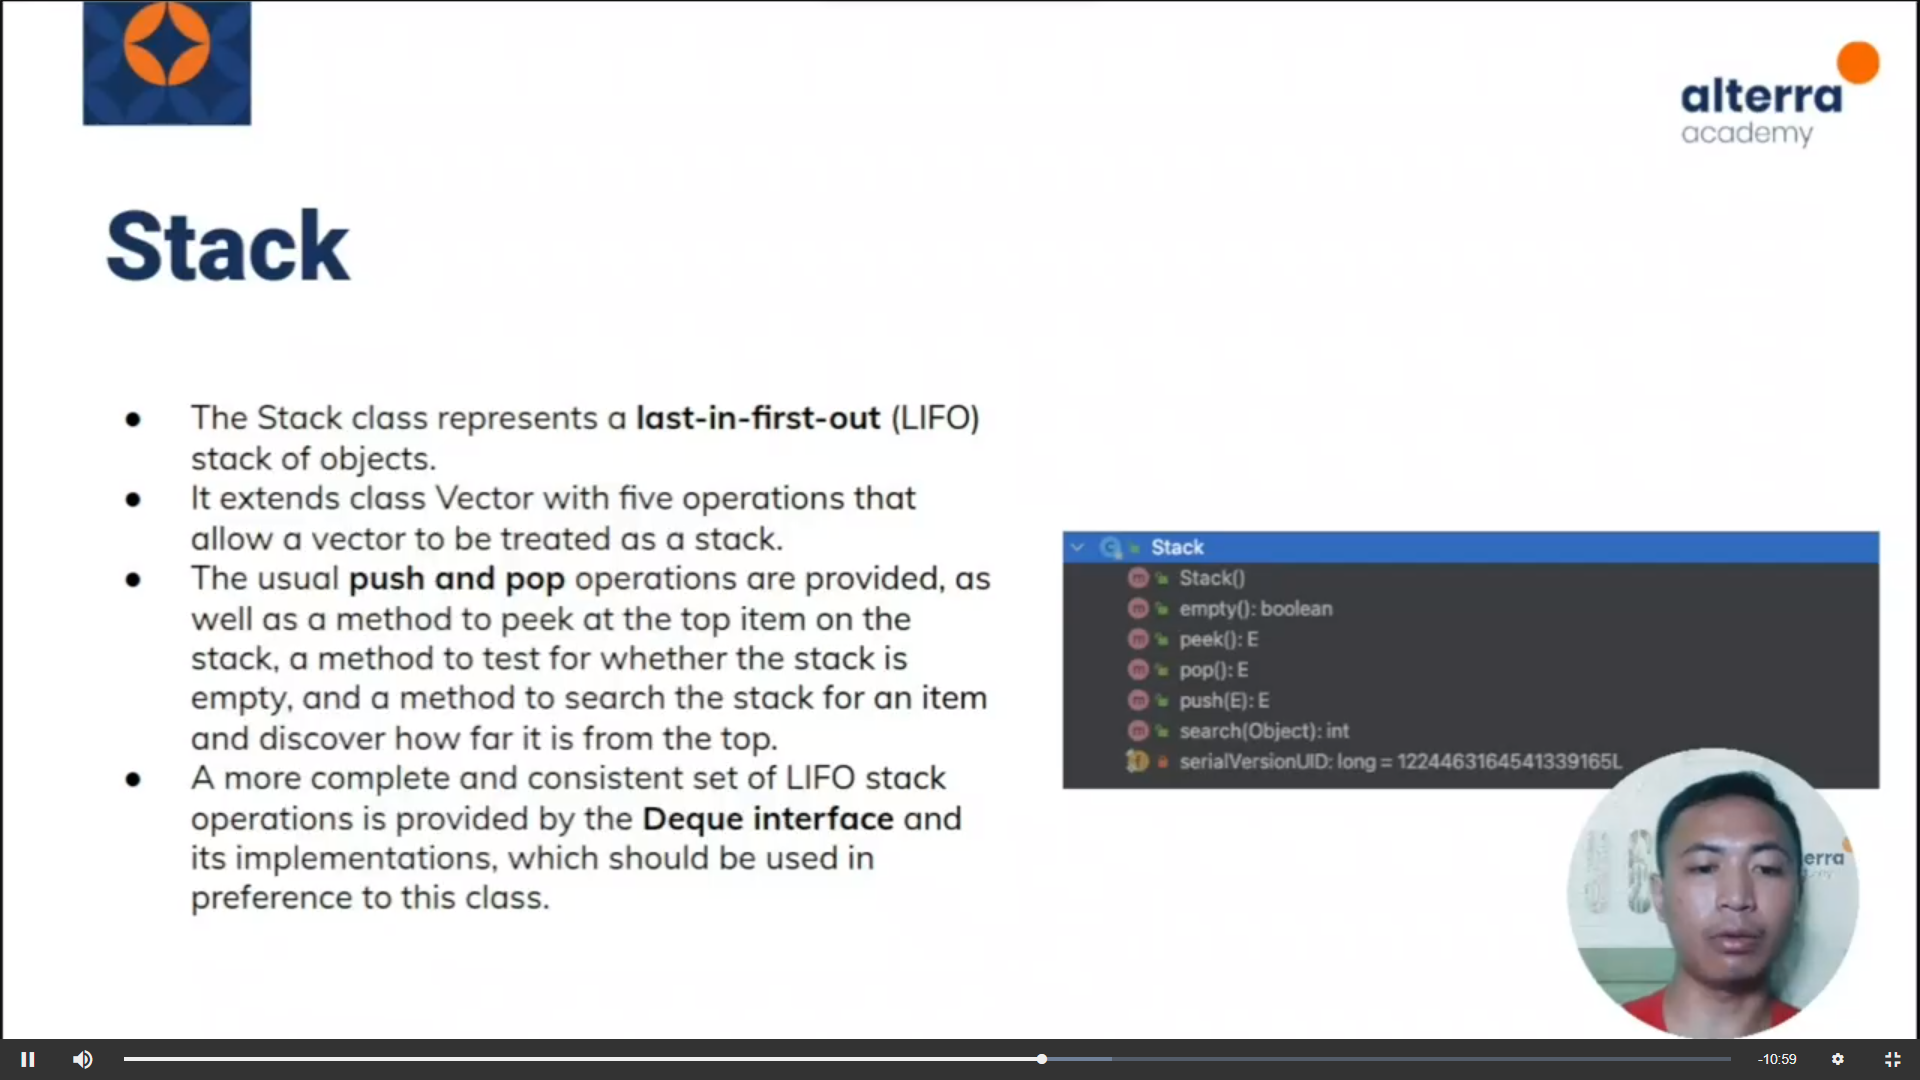 alterra
academy
Stack
● The Stack class represents a last-in-first-out (LIFO)
stack of objects.
● It extends class Vector with five operations that
allow a vector to be treated as a stack.
● The usual push and pop operations are provided, as
well as a method to peek at the top item on the
stack, a method to test for whether the stack is
empty, and a method to search the stack for an item
and discover how far it is from the top.
● A more complete and consistent set of LIFO stack
operations is provided by the Deque interface and
its implementations, which should be used in
preference to this class.
Stack
Stack()
empty(): boolean
peek(): E
pop(): E
push(E): E
search(Object): int
serialVersionUID: long = 1224463164541339165L
erra
-10:59